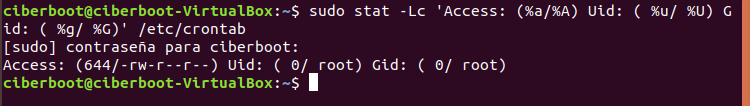 ciberboot@ciberboot-VirtualBox:~$ sudo stat -Lc 'Access: (%a/%A) Uid: ( %u/ %U) G
id: ( %g/ %G)' /etc/crontab
[sudo] contraseña para ciberboot:
Access: (644/-rw-r--r--) Uid: ( 0/ root) Gid: ( 0/ root)
ciberboot@ciberboot-VirtualBox:~$